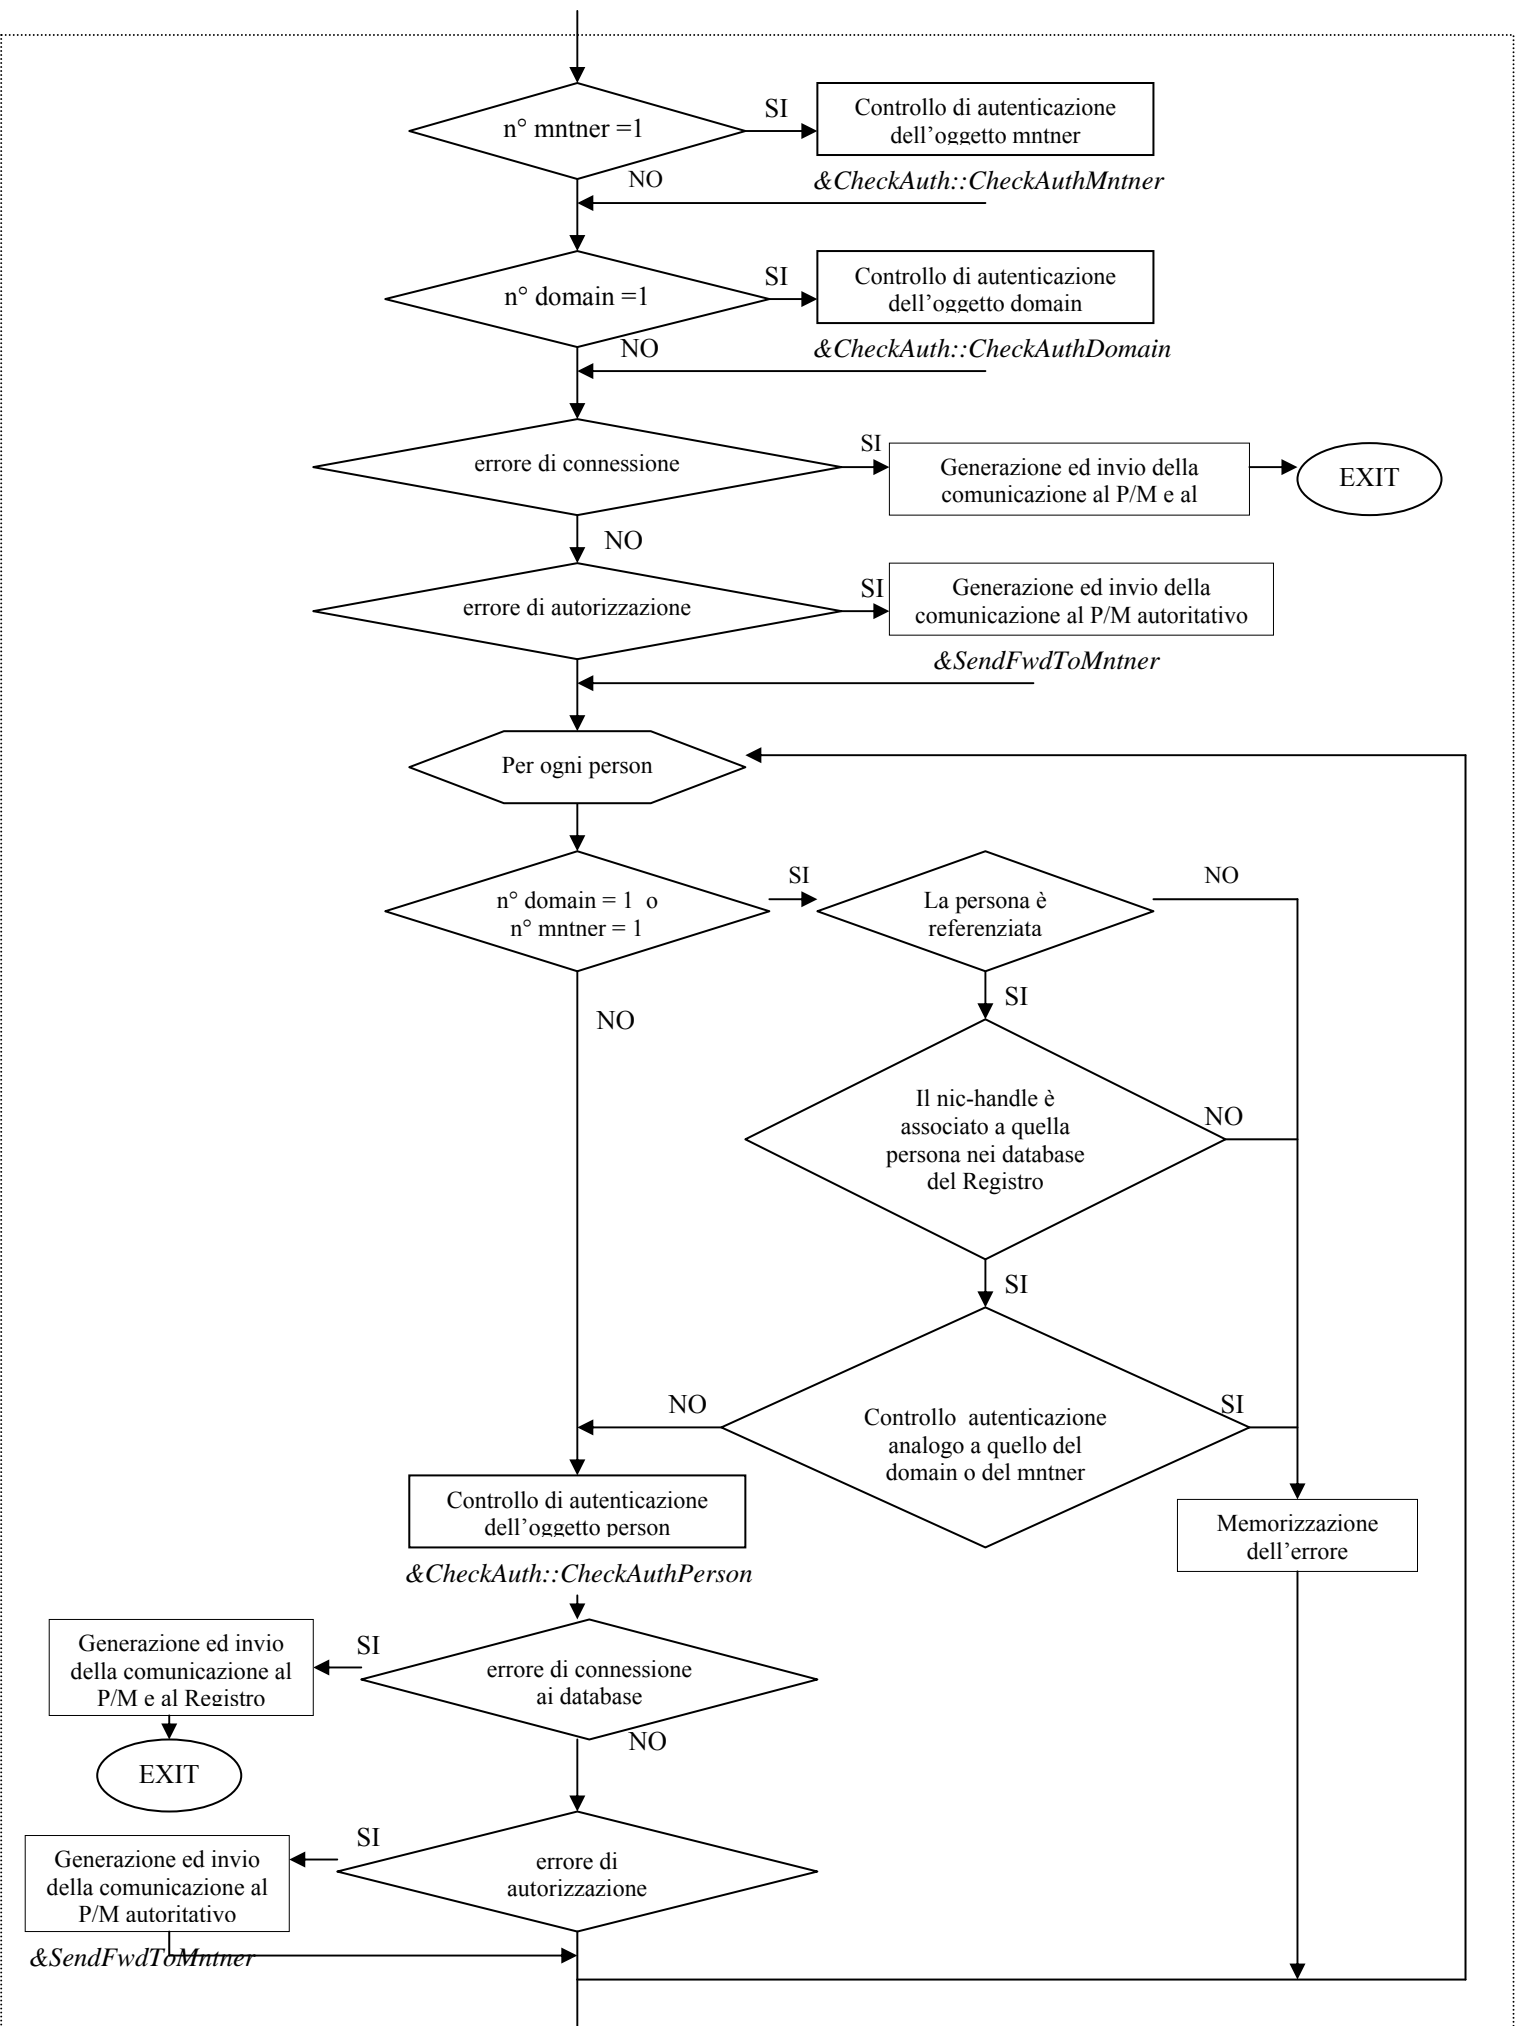 SI
n° mntner =1
Controllo di autenticazione
dell'oggetto mntner
NO
&CheckAuth::CheckAuthMntner
SI
n° domain =1
Controllo di autenticazione
dell'oggetto domain
NO
&CheckAuth::CheckAuthDomain
SI
errore di connessione
Generazione ed invio della
comunicazione al P/M e al
EXIT
NO
SI
errore di autorizzazione
Generazione ed invio della
comunicazione al P/M autoritativo
&SendFwdToMntner
Per ogni person
n° domain = 1 o
n° mntner = 1
SI
La persona è
referenziata
NO
SI
NO
Il nic-handle è
associato a quella
persona nei database
del Registro
NO
SI
NO
Controllo autenticazione
analogo a quello del
domain o del mntner
SI
Controllo di autenticazione
dell'oggetto person
&CheckAuth::CheckAuthPerson
Memorizzazione
dell'errore
Generazione ed invio
della comunicazione al
P/M e al Registro
SI
errore di connessione
ai database
NO
EXIT
SI
Generazione ed invio
della comunicazione al
P/M autoritativo
errore di
autorizzazione
&SendFwdToMntner